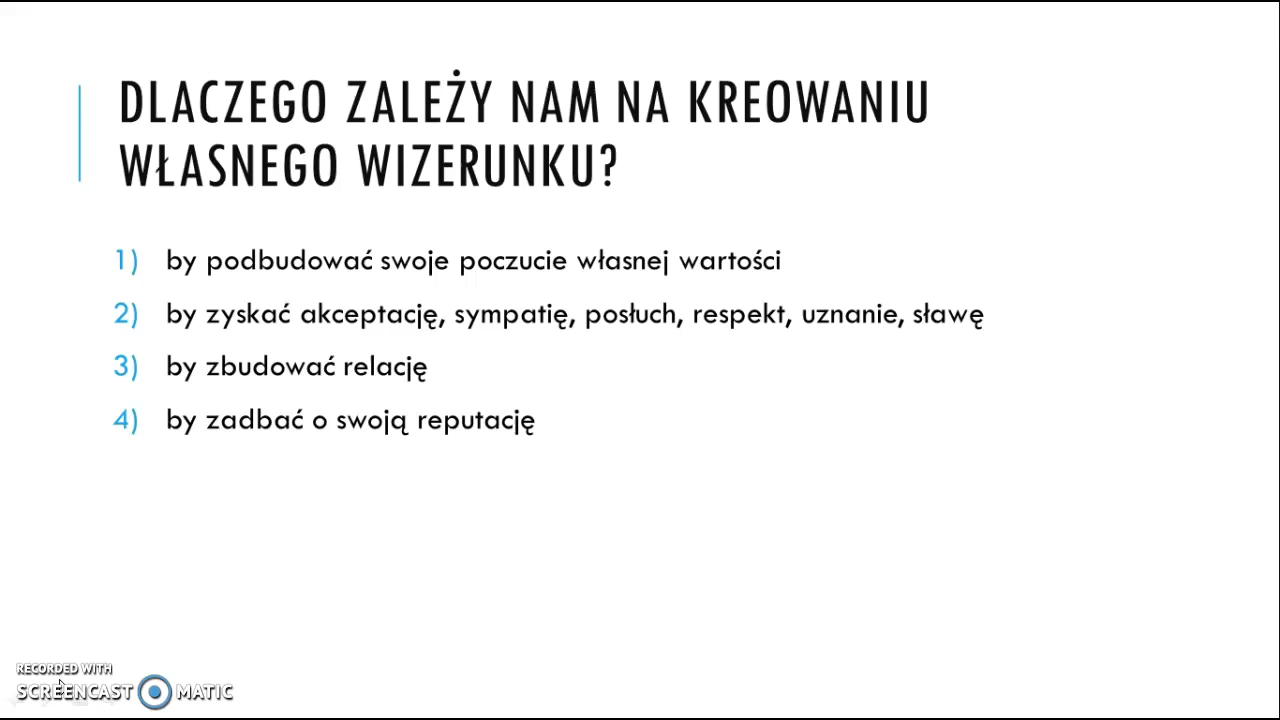 DLACZEGO ZALEŻY NAM NA KREOWANIU
WŁASNEGO WIZERUNKU?
1) by podbudować swoje poczucie własnej wartości
2) by zyskać akceptację, sympatię, posłuch, respekt, uznanie, sławę
3) by zbudować relację
4) by zadbać o swoją reputację
RECORDED WITH
SCREENCAST MATIC